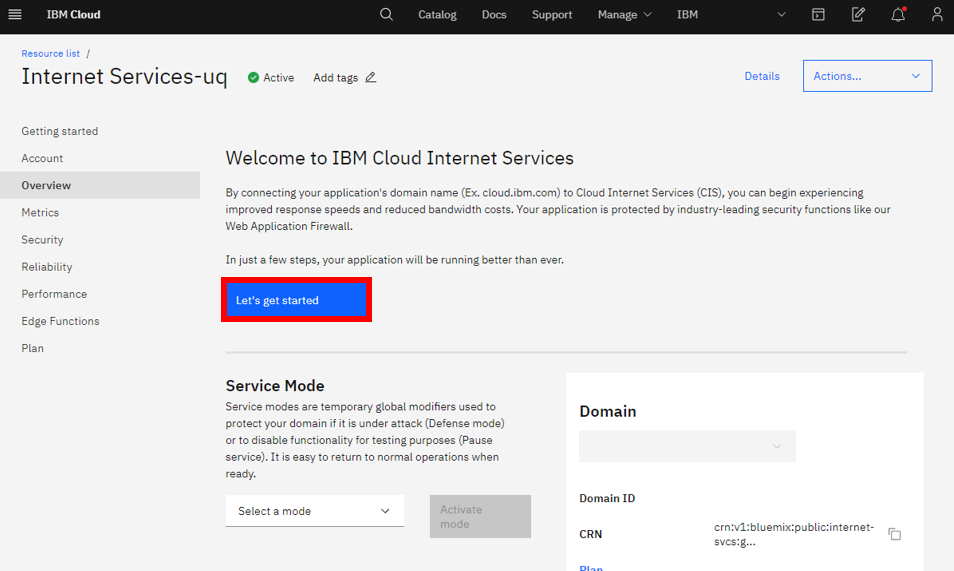 IBM Cloud
Catalog
Docs
Support
Manage
IBM
Resource list /
Internet Services-uq
Active
Add tags
Details
Actions...
Getting started
Account
Overview
Metrics
Security
Reliability
Performance
Edge Functions
Plan
Welcome to IBM Cloud Internet Services
By connecting your application's domain name (Ex. cloud.ibm.com) to Cloud Internet Services (CIS), you can begin experiencing
improved response speeds and reduced bandwidth costs. Your application is protected by industry-leading security functions like our
Web Application Firewall.
In just a few steps, your application will be running better than ever.
Let's get started
Service Mode
Service modes are temporary global modifiers used to
protect your domain if it is under attack (Defense mode)
or to disable functionality for testing purposes (Pause
service). It is easy to return to normal operations when
ready.
Select a mode
Activate
mode
Domain
Domain ID
CRN
crn:v1:bluemix:public:internet-
svcs:g...
Plan